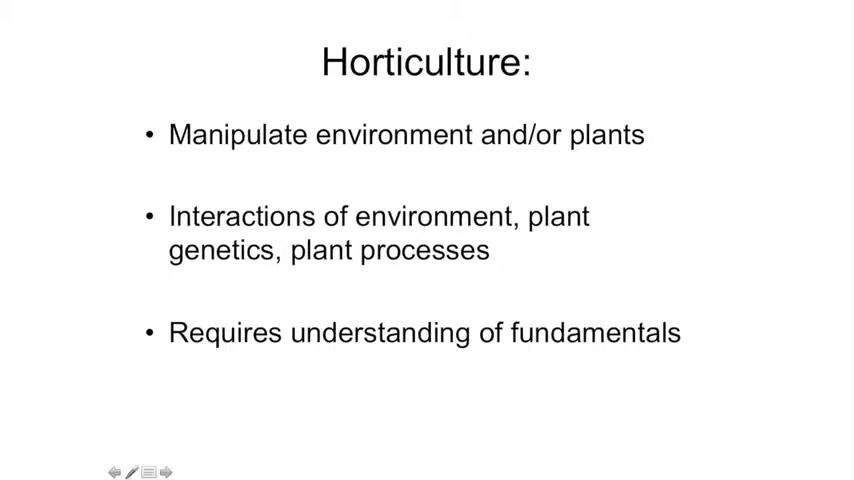 Horticulture:
• Manipulate environment and/or plants
• Interactions of environment, plant
genetics, plant processes
• Requires understanding of fundamentals